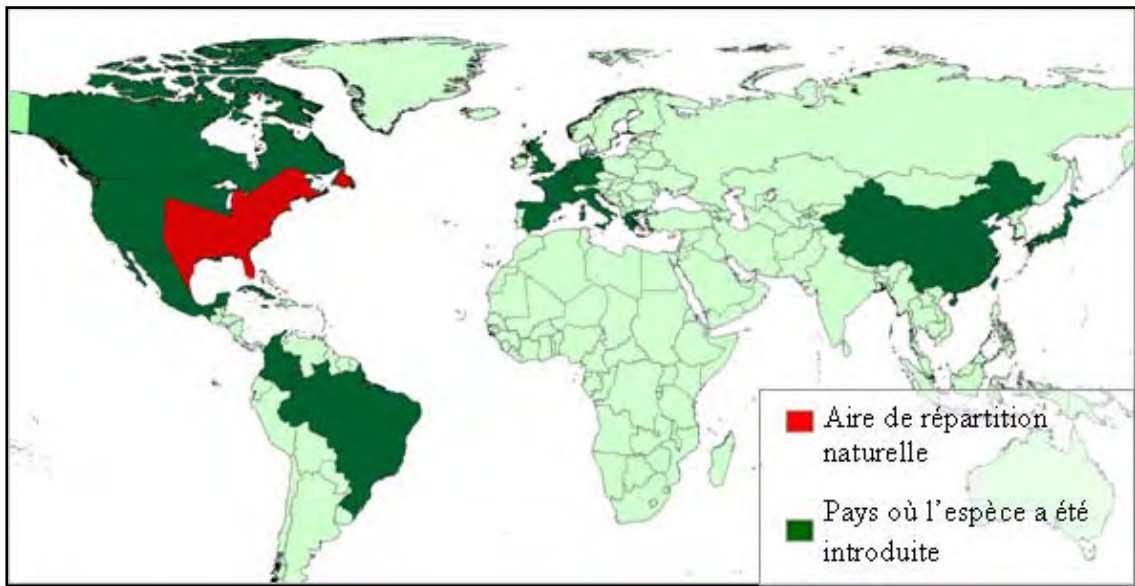 Aire de répartition
naturelle
Pays où l'espèce a été
introduite